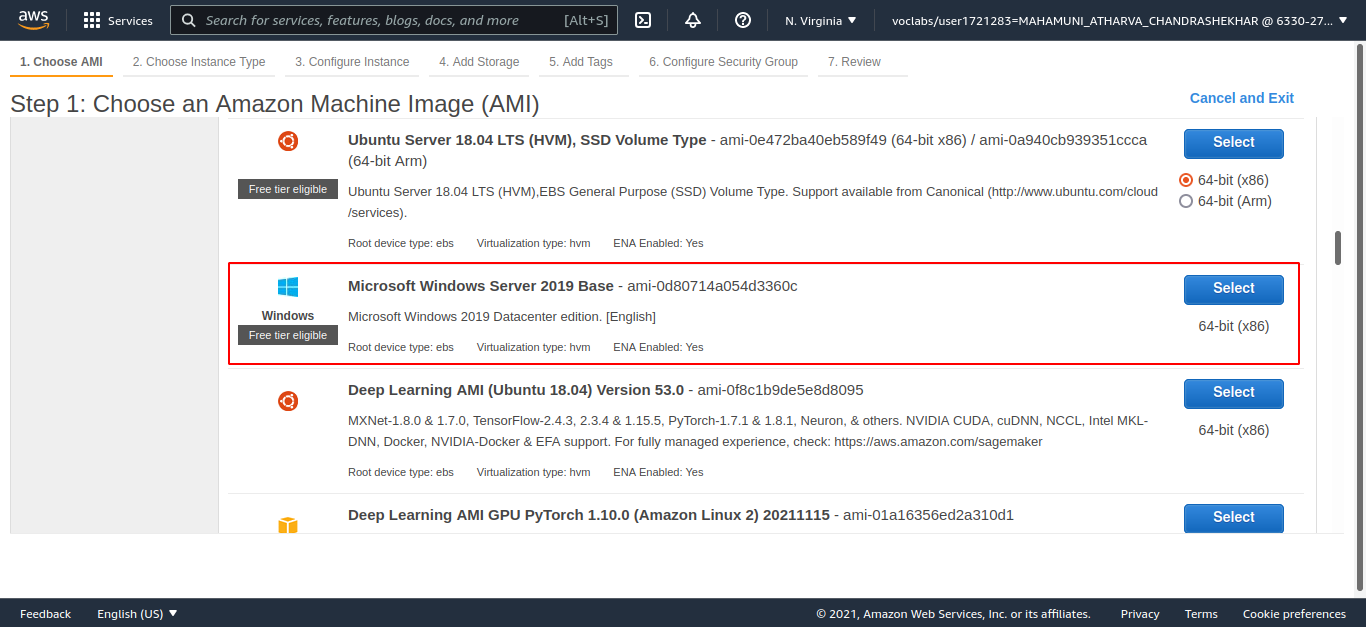 aws
Services
Search for services, features, blogs, docs, and more [Alt+S]
N. Virginia
voclabs/user1721283=MAHAMUNI_ATHARVA_CHANDRASHEKHAR @ 6330-27...
1. Choose AMI
2. Choose Instance Type
3. Configure Instance
4. Add Storage
5. Add Tags
6. Configure Security Group
7. Review
Step 1: Choose an Amazon Machine Image (AMI)
Cancel and Exit
Free tier eligible
Ubuntu Server 18.04 LTS (HVM), SSD Volume Type - ami-0e472ba40eb589f49 (64-bit x86) / ami-0a940cb939351ccca
(64-bit Arm)
Ubuntu Server 18.04 LTS (HVM),EBS General Purpose (SSD) Volume Type. Support available from Canonical (http://www.ubuntu.com/cloud
/services).
Root device type: ebs Virtualization type: hvm ENA Enabled: Yes
Select
64-bit (x86)
64-bit (Arm)
Windows
Free tier eligible
Microsoft Windows Server 2019 Base - ami-0d80714a054d3360c
Microsoft Windows 2019 Datacenter edition. [English]
Root device type: ebs Virtualization type: hvm ENA Enabled: Yes
Select
64-bit (x86)
Deep Learning AMI (Ubuntu 18.04) Version 53.0 - ami-0f8c1b9de5e8d8095
MXNet-1.8.0 & 1.7.0, TensorFlow-2.4.3, 2.3.4 & 1.15.5, PyTorch-1.7.1 & 1.8.1, Neuron, & others. NVIDIA CUDA, cuDNN, NCCL, Intel MKL-
DNN, Docker, NVIDIA-Docker & EFA support. For fully managed experience, check: https://aws.amazon.com/sagemaker
Root device type: ebs Virtualization type: hvm ENA Enabled: Yes
Select
64-bit (x86)
Deep Learning AMI GPU PyTorch 1.10.0 (Amazon Linux 2) 20211115 - ami-01a16356ed2a310d1
Select
Feedback
English (US)
© 2021, Amazon Web Services, Inc. or its affiliates.
Privacy
Terms
Cookie preferences